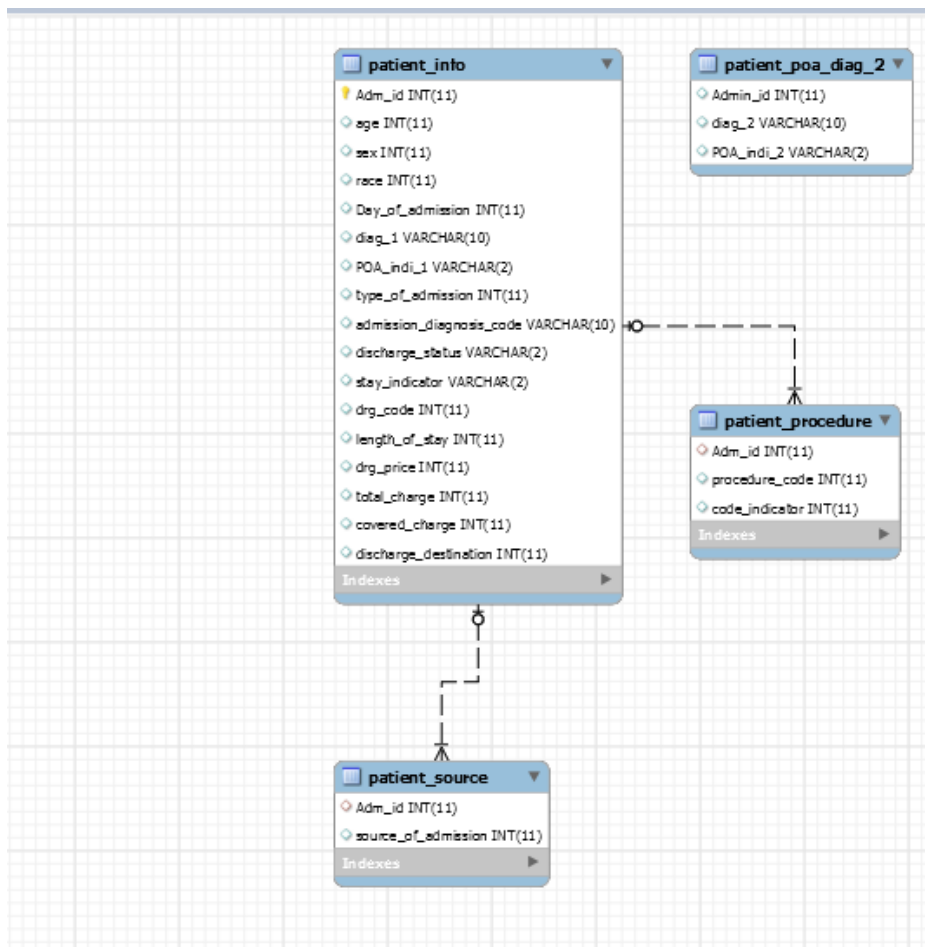 patient_info
Adm_id INT(11)
age INT(11)
sex INT(11)
race INT(11)
Day_of_admission INT(11)
diag_1 VARCHAR(10)
POA_indi_1 VARCHAR(2)
type_of_admission INT(11)
admission_diagnosis_code VARCHAR(10)
discharge_status VARCHAR(2)
stay_indicator VARCHAR(2)
drg_code INT(11)
length_of_stay INT(11)
drg_price INT(11)
total_charge INT(11)
covered_charge INT(11)
discharge_destination INT(11)
Indexes
patient_poa_diag_2
Admin_id INT(11)
diag_2 VARCHAR(10)
POA_indi_2 VARCHAR(2)
patient_procedure
Adm_id INT(11)
procedure_code INT(11)
code_indicator INT(11)
Indexes
patient_source
Adm_id INT(11)
source_of_admission INT(11)
Indexes